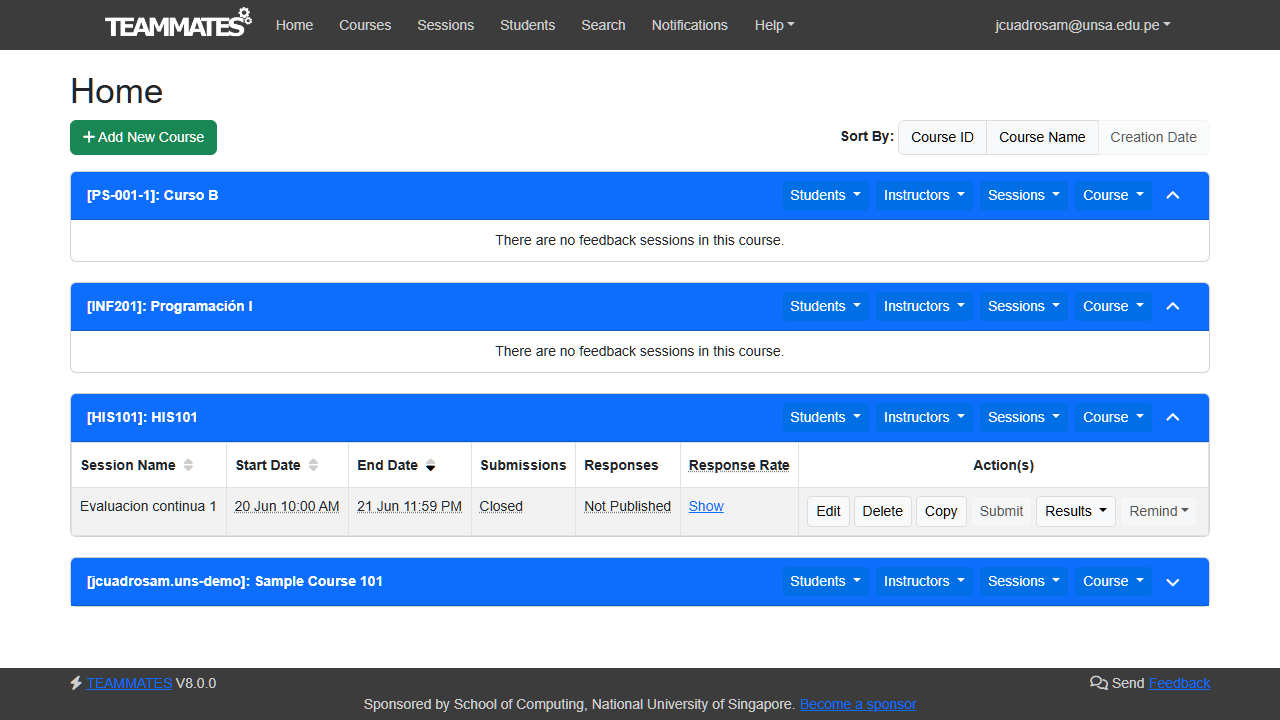 TEAMMATES Home Courses Sessions Students Search Notifications Help jcuadrosam@unsa.edu.pe
Home
Add New Course Sort By: Course ID Course Name Creation Date
[PS-001-1]: Curso B Students Instructors Sessions Course
There are no feedback sessions in this course.
[INF201]: Programación I Students Instructors Sessions Course
There are no feedback sessions in this course.
[HIS101]: HIS101 Students Instructors Sessions Course
Session Name Start Date End Date Submissions Responses Response Rate Action(s)
Evaluacion continua 1 20 Jun 10:00 AM 21 Jun 11:59 PM Closed Not Published Show Edit Delete Copy Submit Results Remind
[jcuadrosam.uns-demo]: Sample Course 101 Students Instructors Sessions Course
TEAMMATES V8.0.0 Send Feedback
Sponsored by School of Computing, National University of Singapore. Become a sponsor